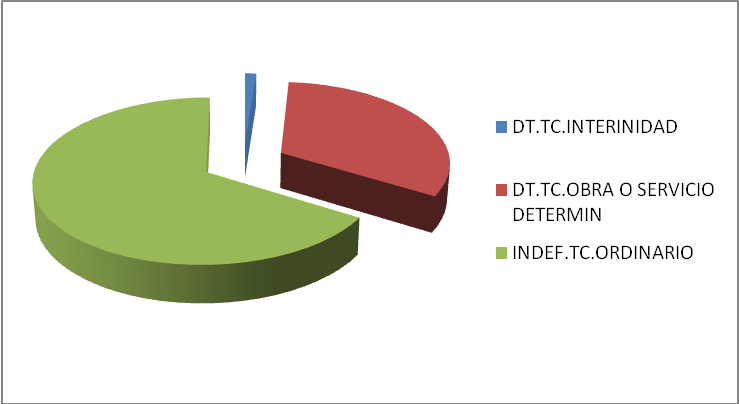 DT.TC.INTERINIDAD
DT.TC.OBRA O SERVICIO
DETERMIN
INDEF.TC.ORDINARIO